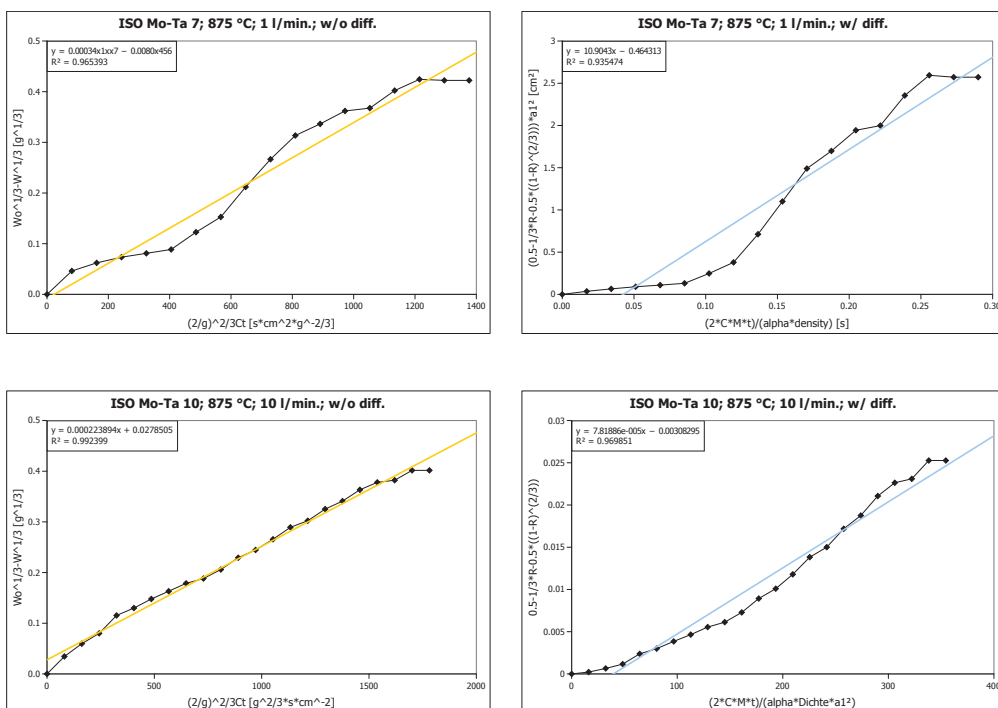 ISO Mo-Ta 7; 875 °C; 1 l/min.; w/o diff.
y = 0.00034x1xx7 − 0.0080x456
R² = 0.965393
Wo^1/3-W^1/3 [g^1/3]
0.5
0.4
0.3
0.2
0.1
0.0
0 200 400 600 800 1000 1200 1400
(2/g)^2/3Ct [s*cm^2*g^-2/3]
ISO Mo-Ta 7; 875 °C; 1 l/min.; w/ diff.
y = 10.9043x − 0.464313
R² = 0.935474
(0.5-1/3*R-0.5*((1-R)^(2/3)))*a1² [cm²]
3
2.5
2
1.5
1
0.5
0
0.00 0.05 0.10 0.15 0.20 0.25 0.30
(2*C*M*t)/(alpha*density) [s]
ISO Mo-Ta 10; 875 °C; 10 l/min.; w/o diff.
y = 0.000223894x + 0.0278505
R² = 0.992399
Wo^1/3-W^1/3 [g^1/3]
0.5
0.4
0.3
0.2
0.1
0.0
0 500 1000 1500 2000
(2/g)^2/3Ct [g^2/3*s*cm^-2]
ISO Mo-Ta 10; 875 °C; 10 l/min.; w/ diff.
y = 7.81886e-005x − 0.00308295
R² = 0.969851
0.5-1/3*R-0.5*((1-R)^(2/3))
0.03
0.025
0.02
0.015
0.01
0.005
0
0 100 200 300 400
(2*C*M*t)/(alpha*Dichte*a1²)